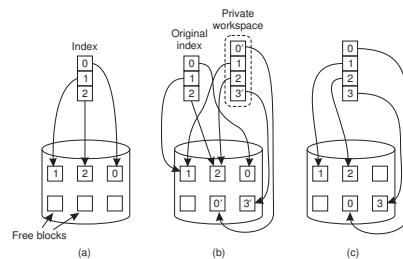 Private
workspace
Original
index
Index
0
1
2
0
1
2
0′
1
2
3′
0
1
2
3
1 2 0
1 2 0
1 2
0′ 3′
0 3
Free blocks
(a) (b) (c)